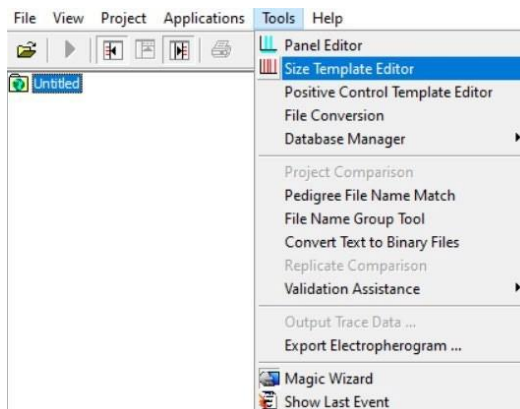 File View Project Applications Tools Help
Untitled
Panel Editor
Size Template Editor
Positive Control Template Editor
File Conversion
Database Manager
Project Comparison
Pedigree File Name Match
File Name Group Tool
Convert Text to Binary Files
Replicate Comparison
Validation Assistance
Output Trace Data ...
Export Electropherogram ...
Magic Wizard
Show Last Event